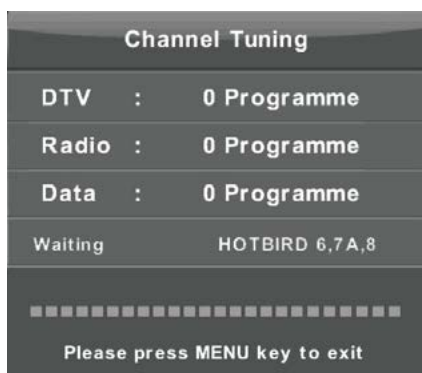 Channel Tuning
DTV : 0 Programme
Radio : 0 Programme
Data : 0 Programme
Waiting HOTBIRD 6,7A,8
Please press MENU key to exit